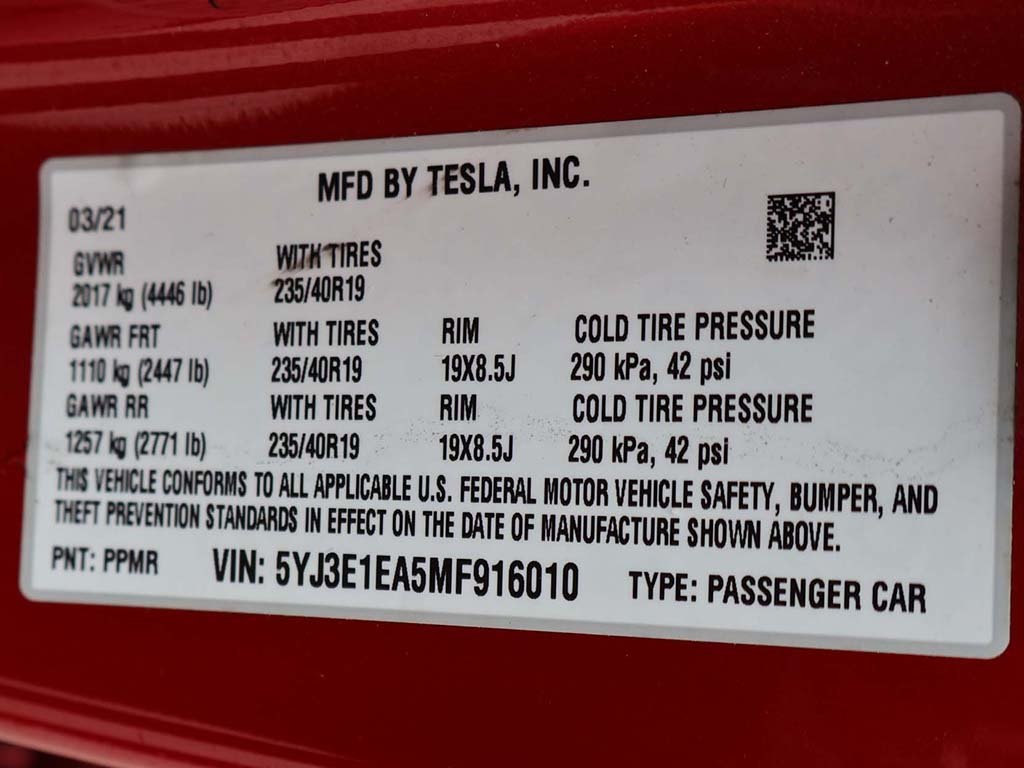 MFD BY TESLA, INC.
03/21
GVWR WITH TIRES
2017 kg (4446 lb) 235/40R19
GAWR FRT WITH TIRES RIM COLD TIRE PRESSURE
1110 kg (2447 lb) 235/40R19 19X8.5J 290 kPa, 42 psi
GAWR RR WITH TIRES RIM COLD TIRE PRESSURE
1257 kg (2771 lb) 235/40R19 19X8.5J 290 kPa, 42 psi
THIS VEHICLE CONFORMS TO ALL APPLICABLE U.S. FEDERAL MOTOR VEHICLE SAFETY, BUMPER, AND
THEFT PREVENTION STANDARDS IN EFFECT ON THE DATE OF MANUFACTURE SHOWN ABOVE.
PNT: PPMR VIN: 5YJ3E1EA5MF916010 TYPE: PASSENGER CAR